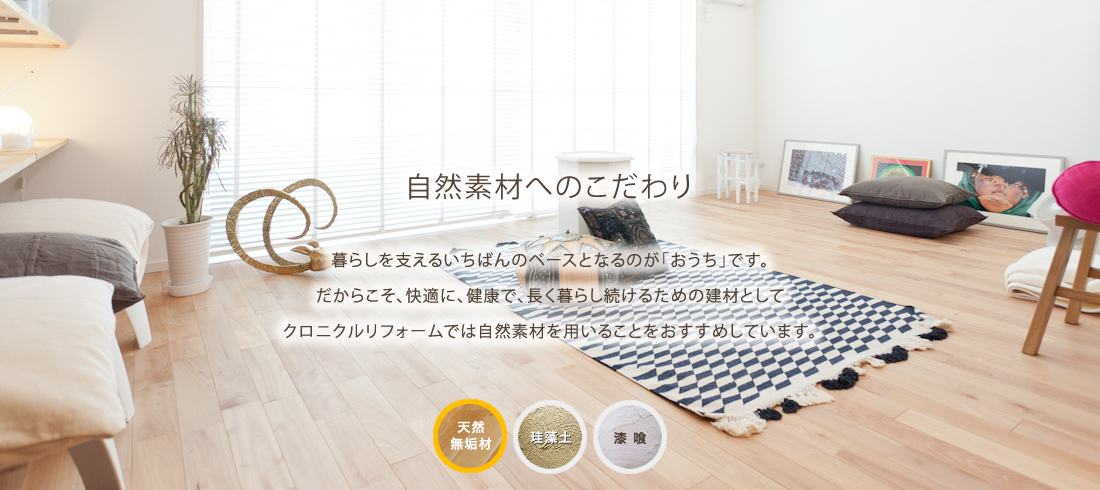 自然素材へのこだわり
暮らしを支えるいちばんのベースとなるのが「おうち」です。
だからこそ、快適に、健康で、長く暮らし続けるための建材として
クロニクルリフォームでは自然素材を用いることをおすすめしています。
天然
無垢材
珪藻土
漆喰